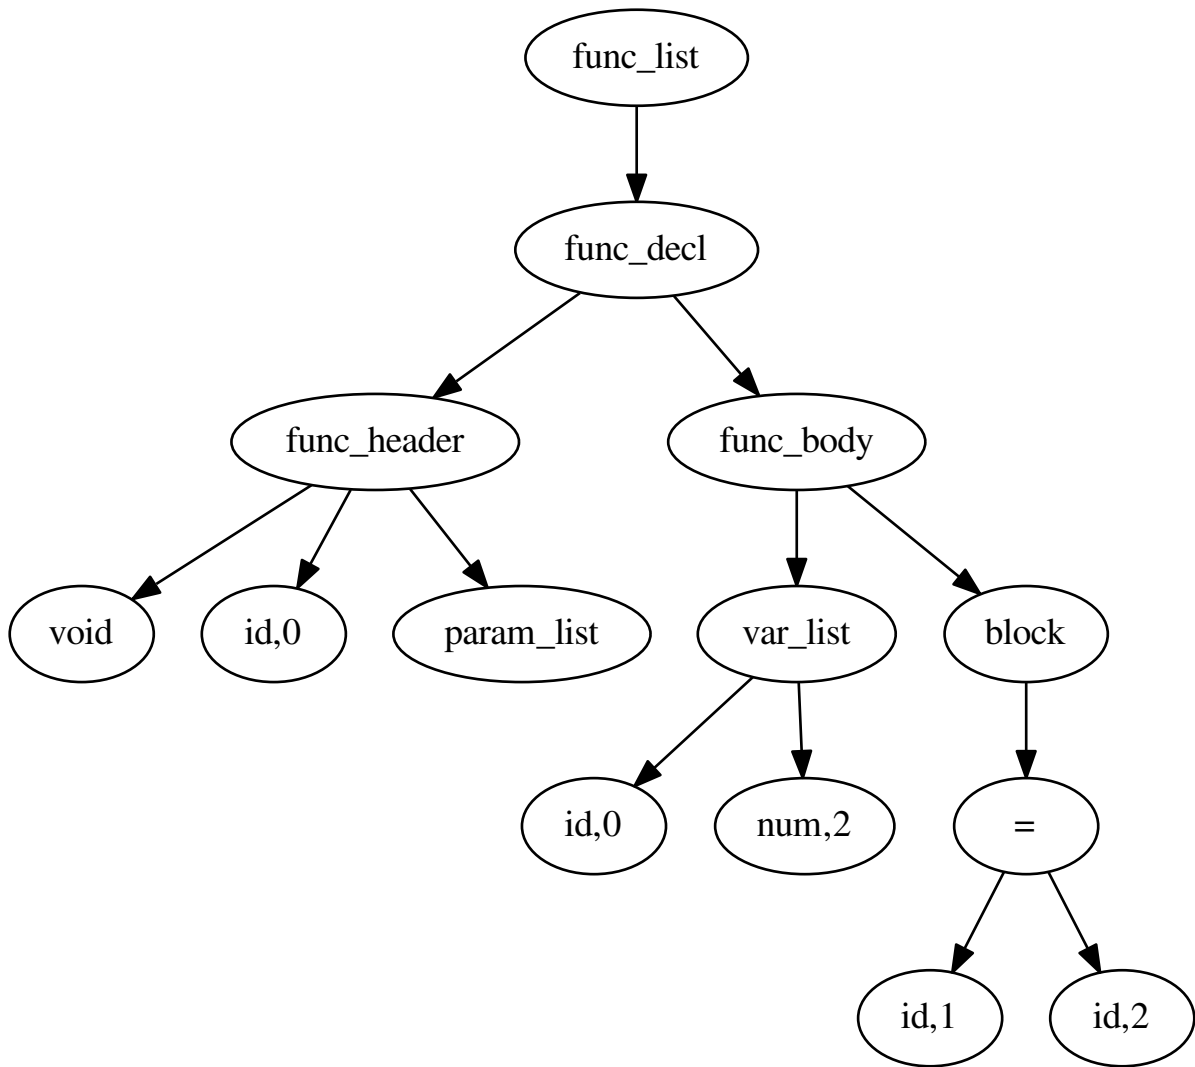 func_list
func_decl
func_header
func_body
void
id,0
param_list
var_list
block
id,0
num,2
=
id,1
id,2